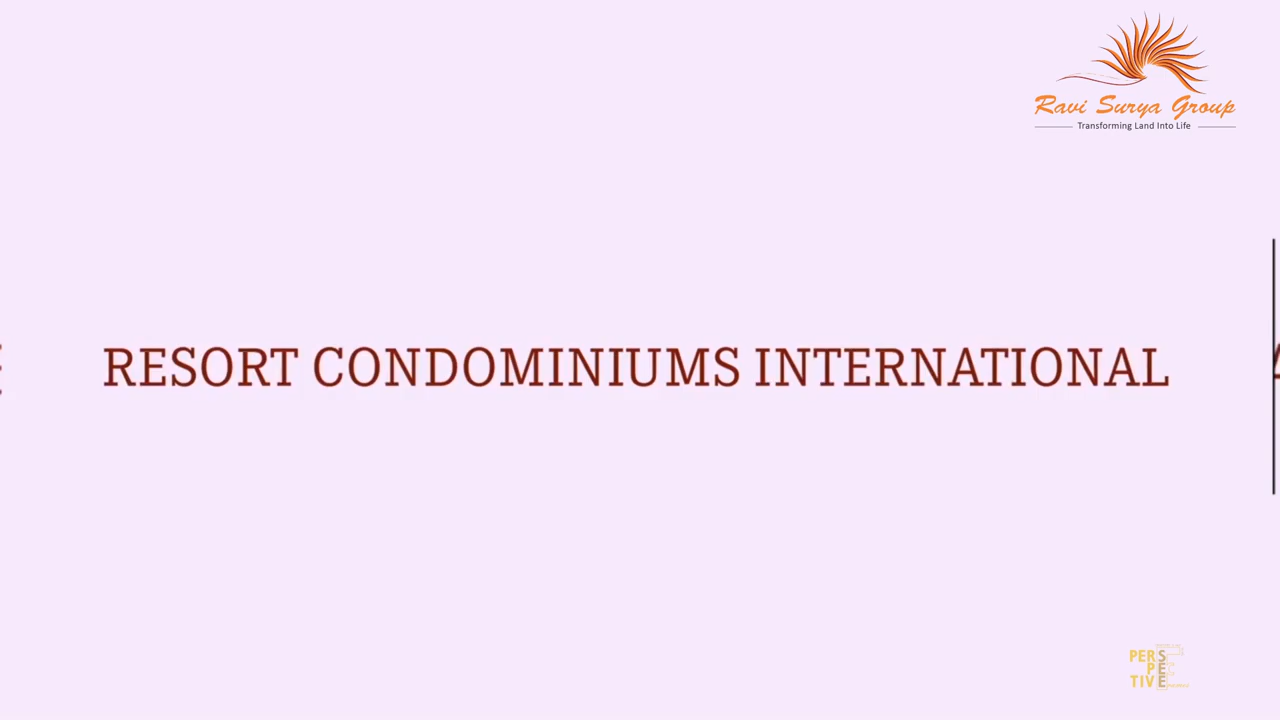 Ravi Surya Group
Transforming Land Into Life
RESORT CONDOMINIUMS INTERNATIONAL
PERS
PE
TIVE